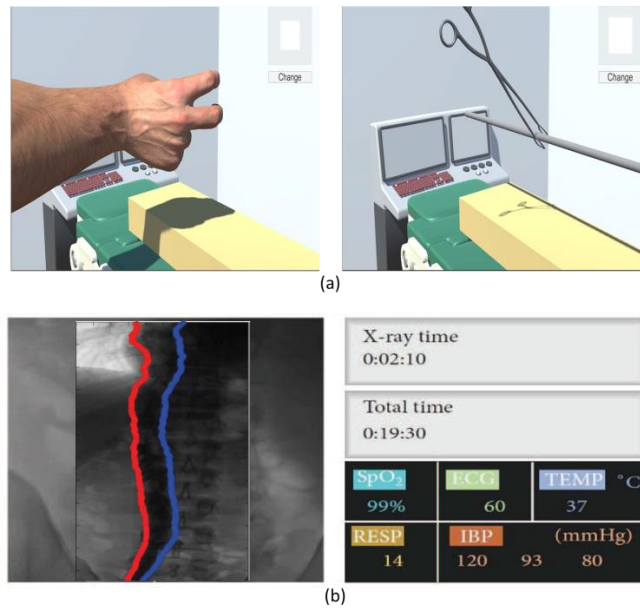 Change
Change
(a)
X-ray time
0:02:10
Total time
0:19:30
SpO₂ ECG TEMP °C
99% 60 37
RESP IBP (mmHg)
14 120 93 80
(b)